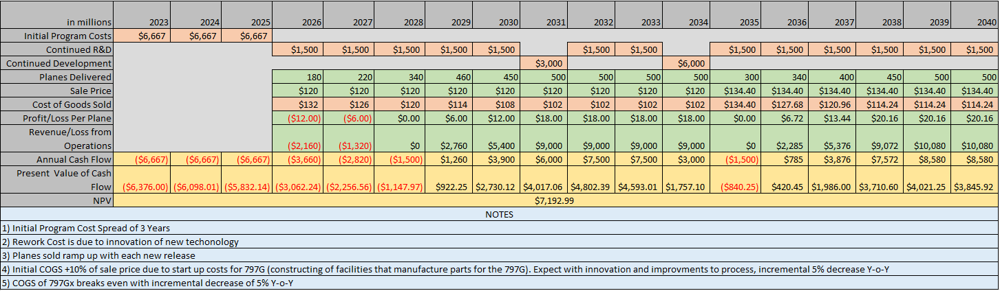 in millions 2023 2024 2025 2026 2027 2028 2029 2030 2031 2032 2033 2034 2035 2036 2037 2038 2039 2040
Initial Program Costs $6,667 $6,667 $6,667
Continued R&D $1,500 $1,500 $1,500 $1,500 $1,500 $1,500 $1,500 $1,500 $1,500 $1,500 $1,500 $1,500 $1,500
Continued Development $3,000 $6,000
Planes Delivered 180 220 340 460 450 500 500 500 500 300 340 400 450 500 500
Sale Price $120 $120 $120 $120 $120 $120 $120 $120 $120 $134.40 $134.40 $134.40 $134.40 $134.40 $134.40
Cost of Goods Sold $132 $126 $120 $114 $108 $102 $102 $102 $102 $134.40 $127.68 $120.96 $114.24 $114.24 $114.24
Profit/Loss Per Plane ($12.00) ($6.00) $0.00 $6.00 $12.00 $18.00 $18.00 $18.00 $18.00 $0.00 $6.72 $13.44 $20.16 $20.16 $20.16
Revenue/Loss from
Operations ($2,160) ($1,320) $0 $2,760 $5,400 $9,000 $9,000 $9,000 $9,000 $0 $2,285 $5,376 $9,072 $10,080 $10,080
Annual Cash Flow ($6,667) ($6,667) ($6,667) ($3,660) ($2,820) ($1,500) $1,260 $3,900 $6,000 $7,500 $7,500 $3,000 ($1,500) $785 $3,876 $7,572 $8,580 $8,580
Present Value of Cash
Flow ($6,376.00) ($6,098.01) ($5,832.14) ($3,062.24) ($2,256.56) ($1,147.97) $922.25 $2,730.12 $4,017.06 $4,802.39 $4,593.01 $1,757.10 ($840.25) $420.45 $1,986.00 $3,710.60 $4,021.25 $3,845.92
NPV $7,192.99
NOTES
1) Initial Program Cost Spread of 3 Years
2) Rework Cost is due to innovation of new techonology
3) Planes sold ramp up with each new release
4) Initial COGS +10% of sale price due to start up costs for 797G (constructing of facilities that manufacture parts for the 797G). Expect with innovation and improvments to process, incremental 5% decrease Y-o-Y
5) COGS of 797Gx breaks even with incremental decrease of 5% Y-o-Y